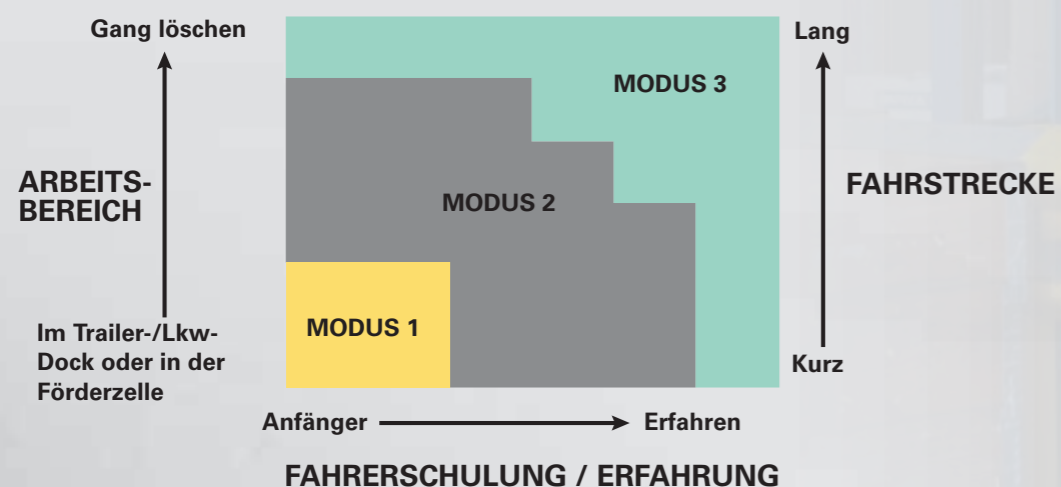 Gang löschen
Lang
MODUS 3
ARBEITS-
BEREICH
MODUS 2
FAHRSTRECKE
MODUS 1
Im Trailer-/Lkw-
Dock oder in der
Förderzelle
Kurz
Anfänger
Erfahren
FAHRERSCHULUNG / ERFAHRUNG